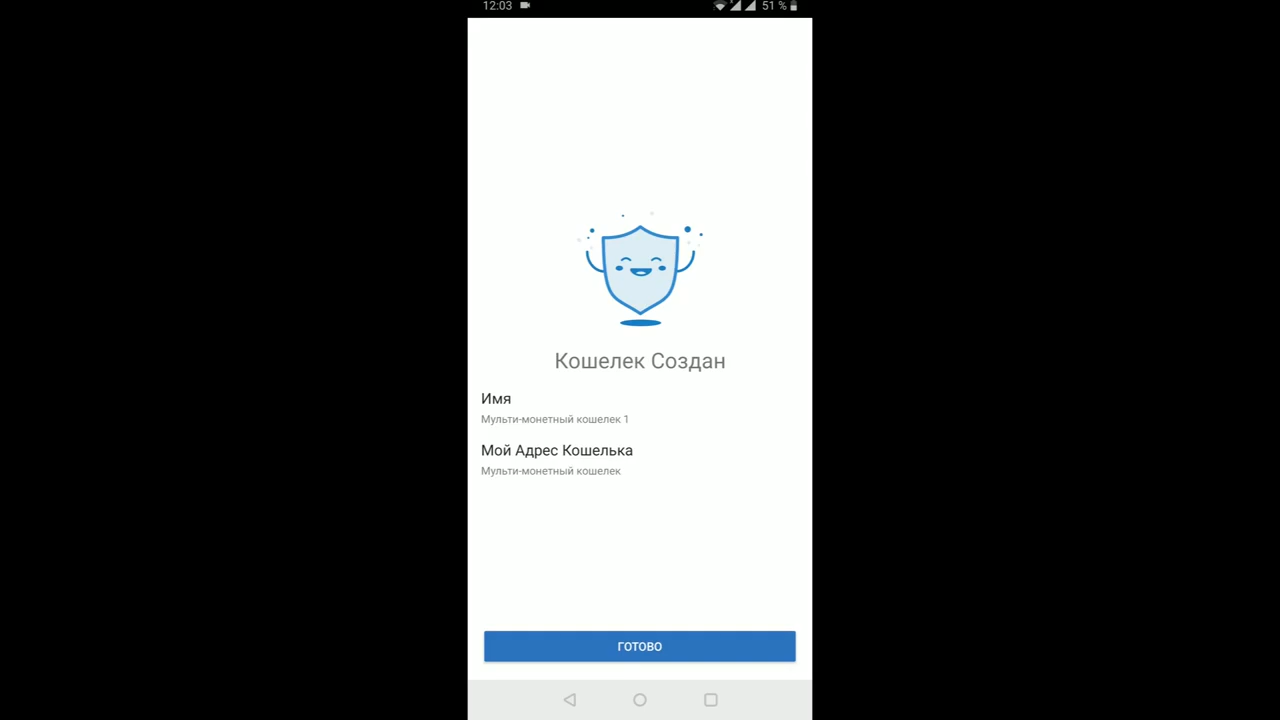 12:03
51 %
Кошелек Создан
Имя
Мульти-монетный кошелек 1
Мой Адрес Кошелька
Мульти-монетный кошелек
ГОТОВО